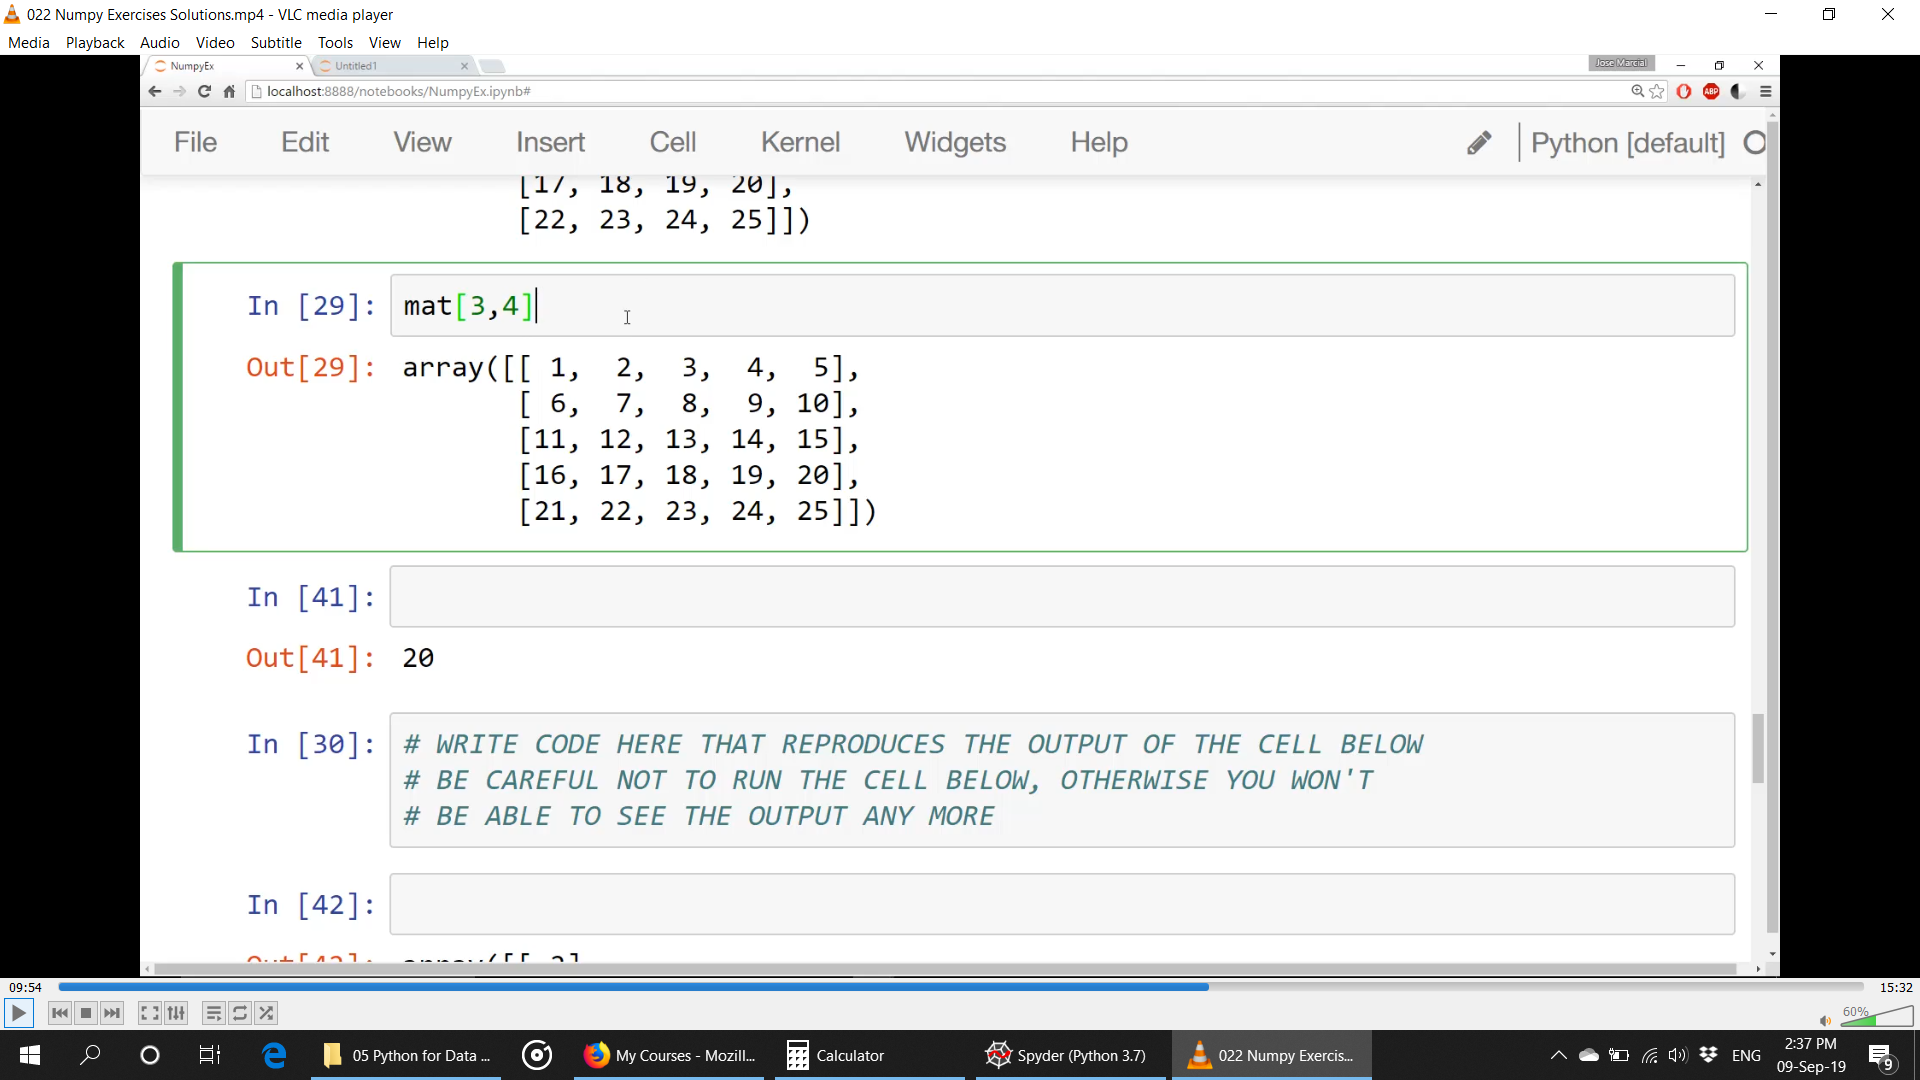 022 Numpy Exercises Solutions.mp4 - VLC media player
Media Playback Audio Video Subtitle Tools View Help
NumpyEx Untitled1 Jose Marcial
localhost:8888/notebooks/NumpyEx.ipynb# ABP
File Edit View Insert Cell Kernel Widgets Help Python [default]
[17, 18, 19, 20],
[22, 23, 24, 25]])
In [29]: mat[3,4]
Out[29]: array([[ 1, 2, 3, 4, 5],
[ 6, 7, 8, 9, 10],
[11, 12, 13, 14, 15],
[16, 17, 18, 19, 20],
[21, 22, 23, 24, 25]])
In [41]:
Out[41]: 20
In [30]: # WRITE CODE HERE THAT REPRODUCES THE OUTPUT OF THE CELL BELOW
# BE CAREFUL NOT TO RUN THE CELL BELOW, OTHERWISE YOU WON'T
# BE ABLE TO SEE THE OUTPUT ANY MORE
In [42]:
Out[42]: array([[ 2]
09:54 15:32
60%
05 Python for Data ... My Courses - Mozill... Calculator Spyder (Python 3.7) 022 Numpy Exercis... ENG 2:37 PM
09-Sep-19 9